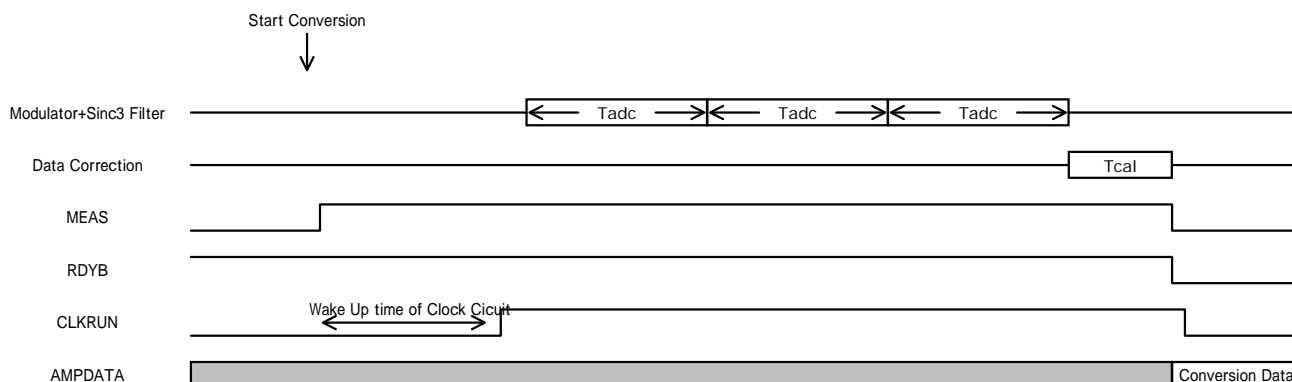 Start Conversion
Modulator+Sinc3 Filter
Tadc
Tadc
Tadc
Data Correction
Tcal
MEAS
RDYB
Wake Up time of Clock Cicuit
CLKRUN
AMPDATA
Conversion Data